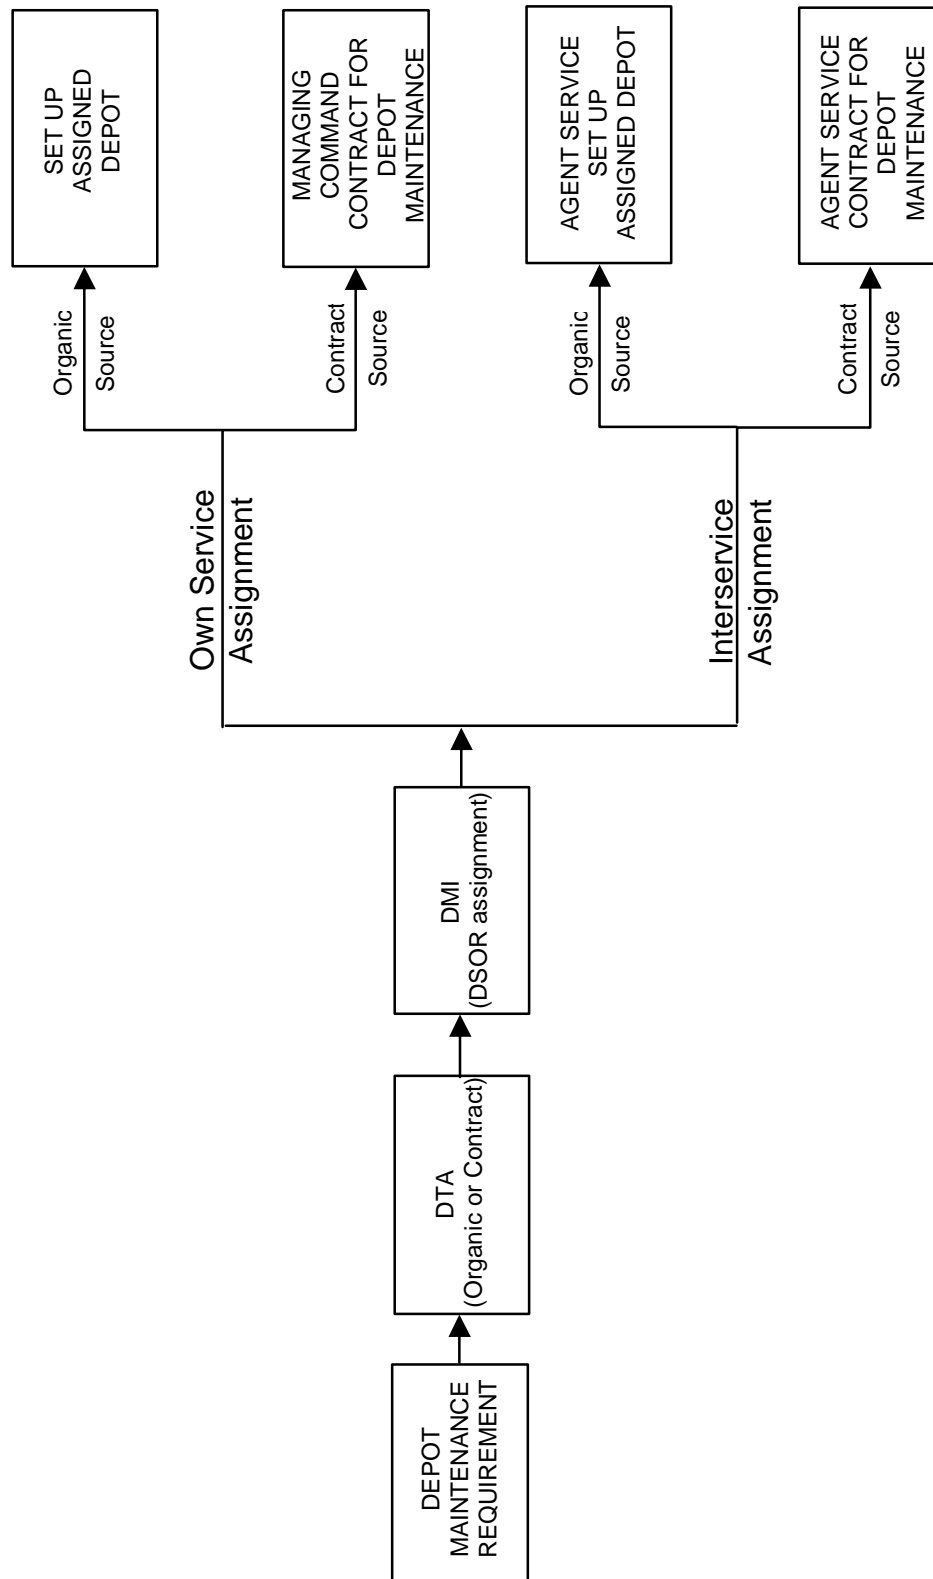 DEPOT
MAINTENANCE
REQUIREMENT
DTA
(Organic or Contract)
DMI
(DSOR assignment)
Own Service
Assignment
Organic
Source
SET UP
ASSIGNED
DEPOT
Contract
Source
MANAGING
COMMAND
CONTRACT FOR
DEPOT
MAINTENANCE
Interservice
Assignment
Organic
Source
AGENT SERVICE
SET UP
ASSIGNED DEPOT
Contract
Source
AGENT SERVICE
CONTRACT FOR
DEPOT
MAINTENANCE